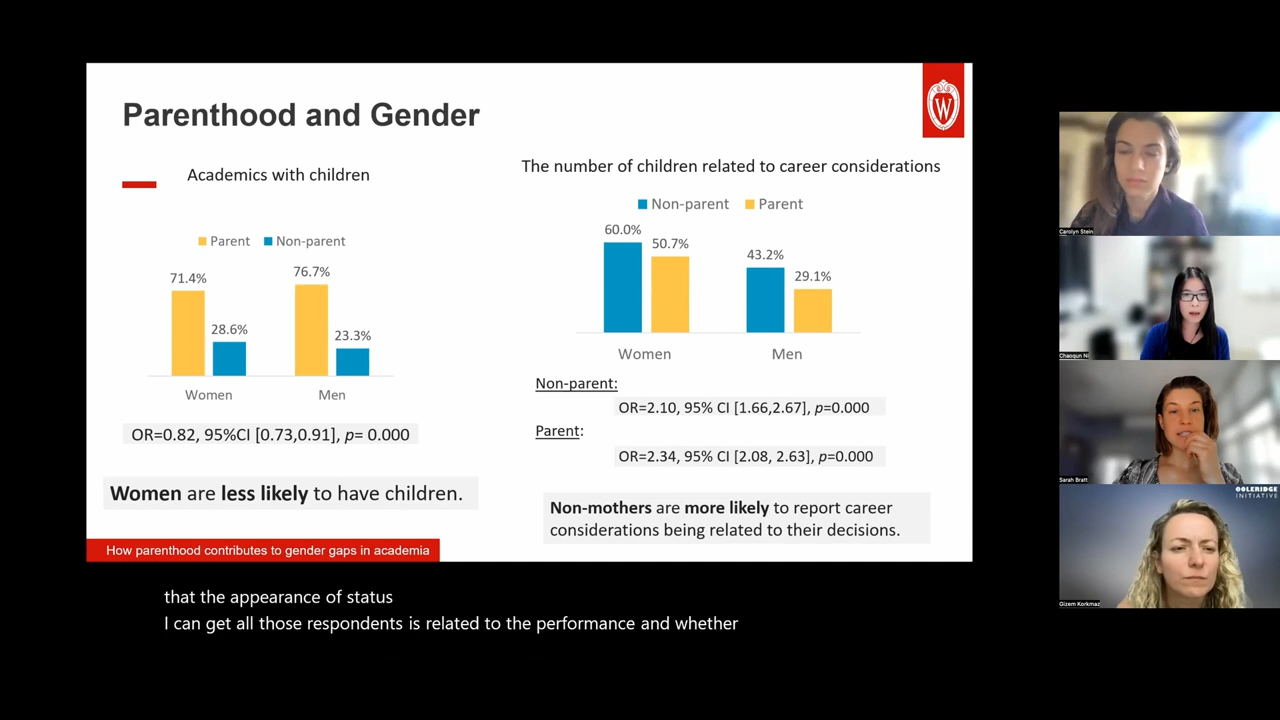 Parenthood and Gender
W
Academics with children
Parent Non-parent
71.4%
28.6%
76.7%
23.3%
Women Men
OR=0.82, 95%CI [0.73,0.91], p= 0.000
Women are less likely to have children.
The number of children related to career considerations
Non-parent Parent
60.0%
50.7%
43.2%
29.1%
Women Men
Non-parent:
OR=2.10, 95% CI [1.66,2.67], p=0.000
Parent:
OR=2.34, 95% CI [2.08, 2.63], p=0.000
Non-mothers are more likely to report career
considerations being related to their decisions.
How parenthood contributes to gender gaps in academia
that the appearance of status
I can get all those respondents is related to the performance and whether
Carolyn Stein
Chaoqun Ni
Sarah Bratt
COLERIDGE
INITIATIVE
Gizem Korkmaz